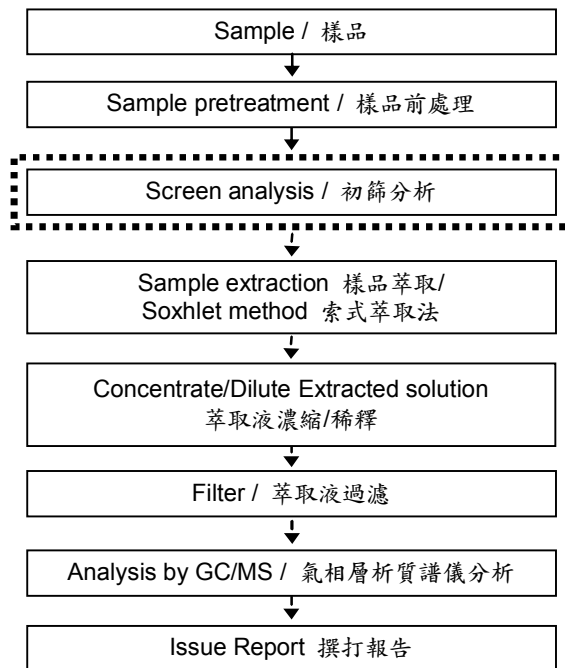 Sample / 樣品
Sample pretreatment / 樣品前處理
Screen analysis / 初篩分析
Sample extraction 樣品萃取/
Soxhlet method 索式萃取法
Concentrate/Dilute Extracted solution
萃取液濃縮/稀釋
Filter / 萃取液過濾
Analysis by GC/MS / 氣相層析質譜儀分析
Issue Report 撰打報告